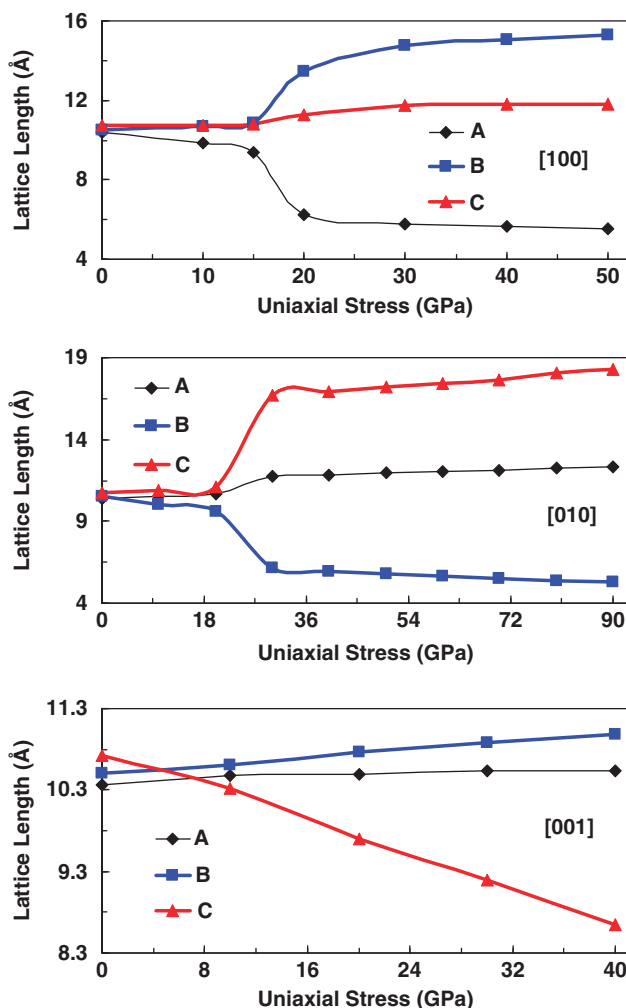 16
12
8
4
Lattice Length (Å)
A
B
C
[100]
0 10 20 30 40 50
Uniaxial Stress (GPa)
19
14
9
4
Lattice Length (Å)
A
B
C
[010]
0 18 36 54 72 90
Uniaxial Stress (GPa)
11.3
10.3
9.3
8.3
Lattice Length (Å)
A
B
C
[001]
0 8 16 24 32 40
Uniaxial Stress (GPa)